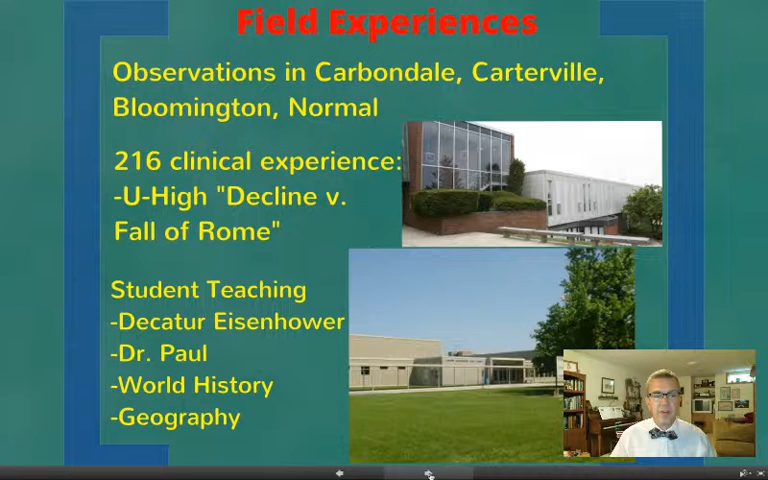 Field Experiences
Observations in Carbondale, Carterville,
Bloomington, Normal
216 clinical experience:
-U-High "Decline v.
Fall of Rome"
Student Teaching
-Decatur Eisenhower
-Dr. Paul
-World History
-Geography